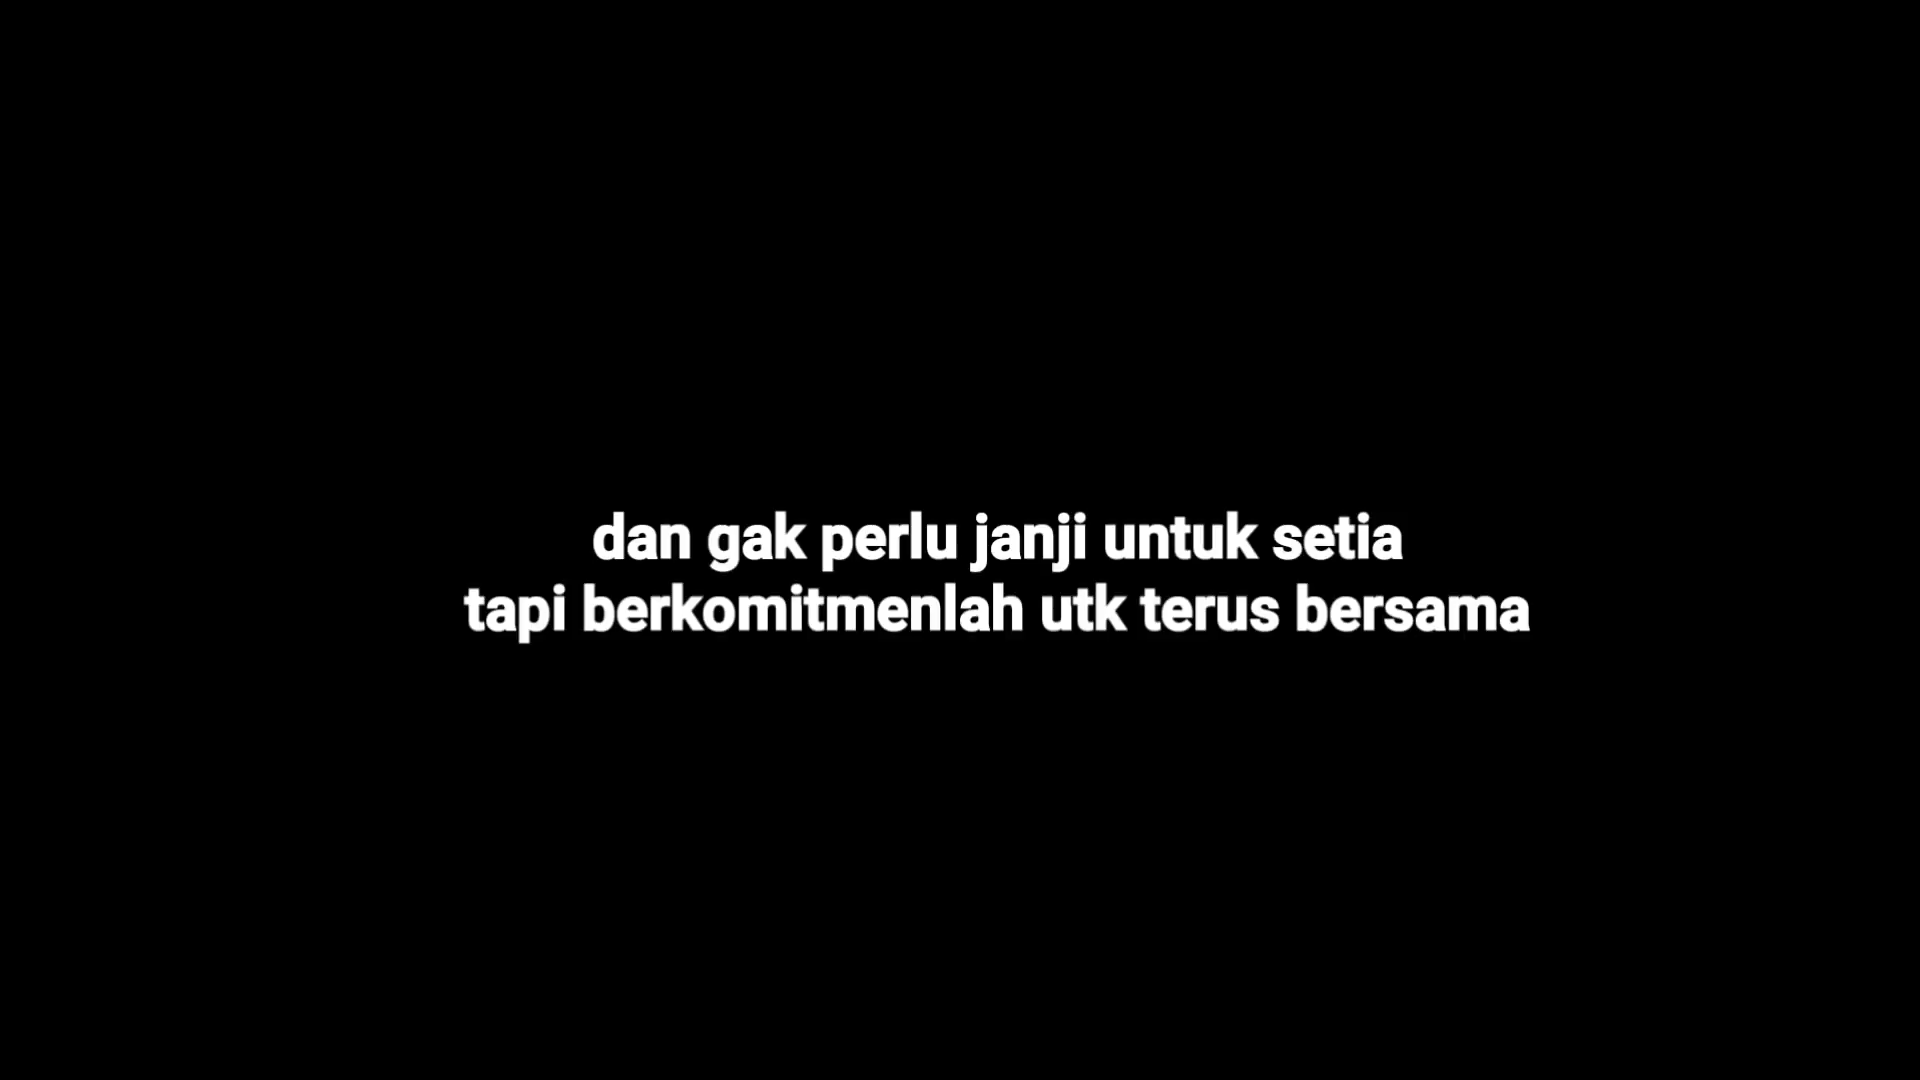 dan gak perlu janji untuk setia
tapi berkomitmenlah utk terus bersama